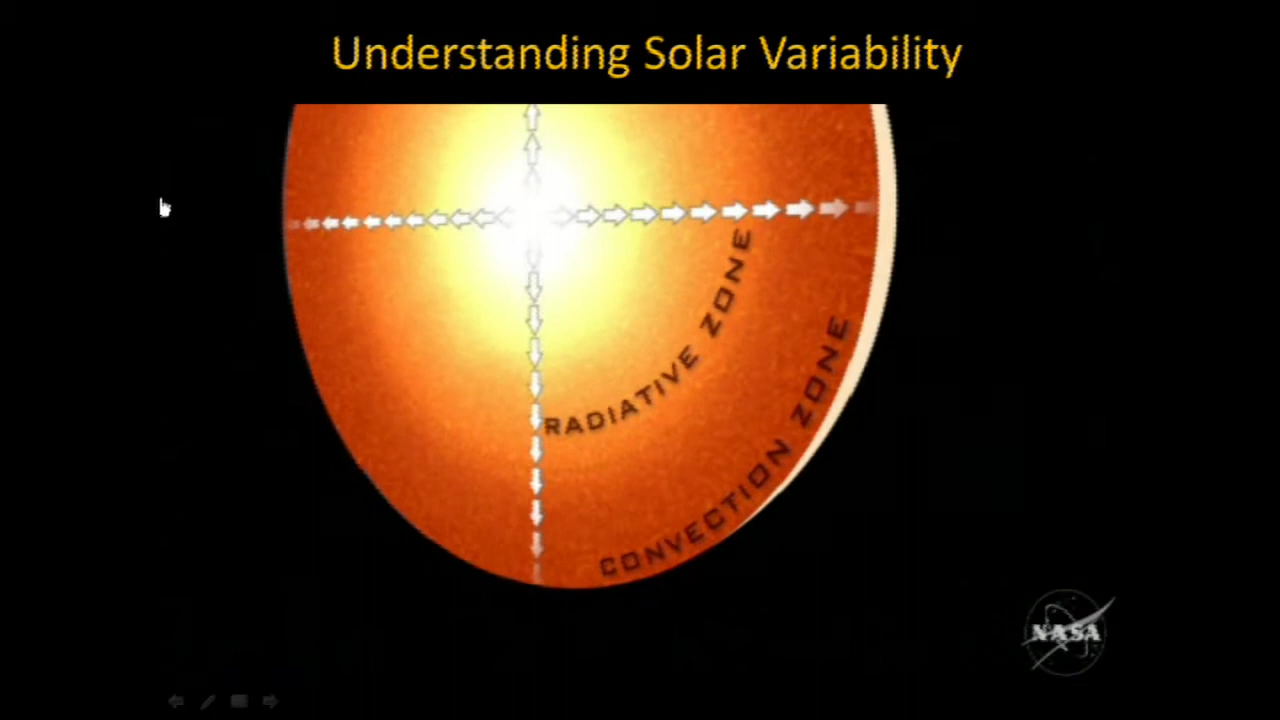 Understanding Solar Variability
RADIATIVE ZONE
CONVECTION ZONE
NASA